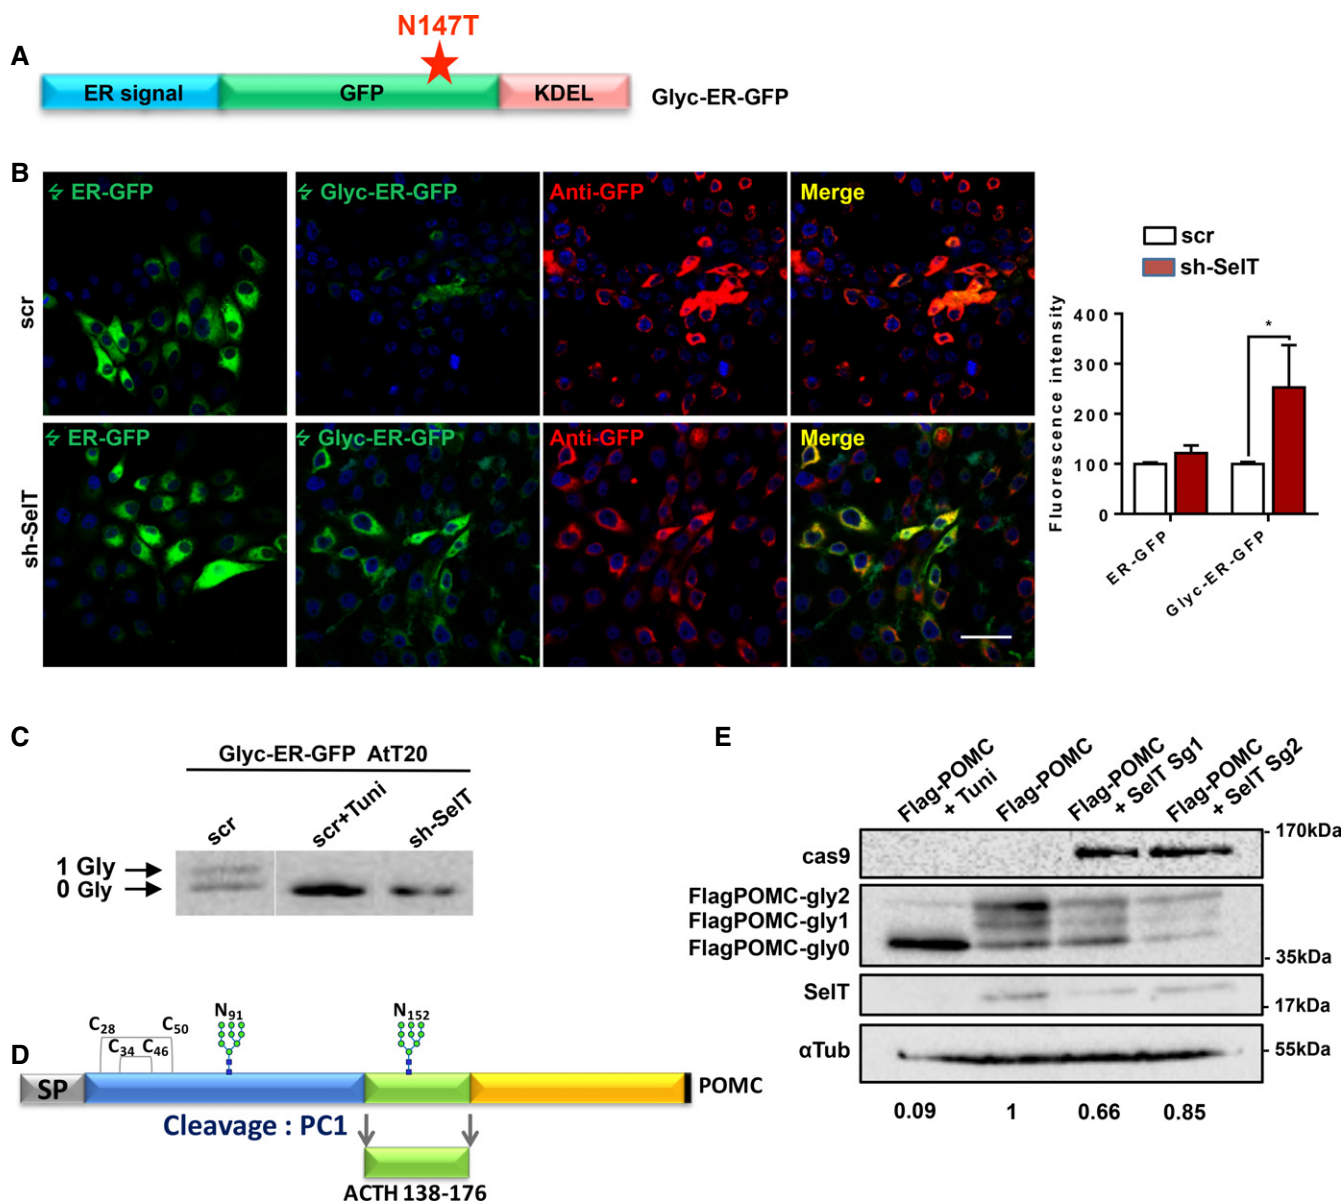 A
N147T
ER signal GFP KDEL Glyc-ER-GFP
B
ER-GFP Glyc-ER-GFP Anti-GFP Merge
scr
ER-GFP Glyc-ER-GFP Anti-GFP Merge
sh-SelT
scr
sh-SelT
Fluorescence intensity
400
300
200
100
0
ER-GFP
Glyc-ER-GFP
*
C
Glyc-ER-GFP AtT20
scr
scr+Tuni
sh-SelT
1 Gly
0 Gly
D
C28 C50
C34 C46
N91
N152
SP
POMC
Cleavage : PC1
ACTH 138-176
E
Flag-POMC
+ Tuni
Flag-POMC
Flag-POMC
+ SelT Sg1
Flag-POMC
+ SelT Sg2
cas9
- 170kDa
FlagPOMC-gly2
FlagPOMC-gly1
FlagPOMC-gly0
- 35kDa
SelT
- 17kDa
αTub
- 55kDa
0.09 1 0.66 0.85